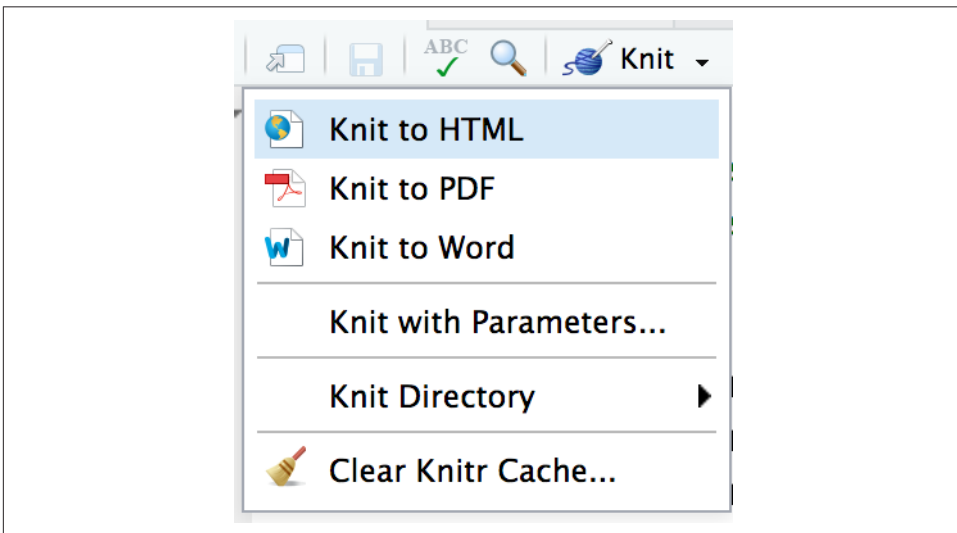 ABC
Knit
Knit to HTML
Knit to PDF
W
Knit to Word
Knit with Parameters...
Knit Directory
Clear Knitr Cache...